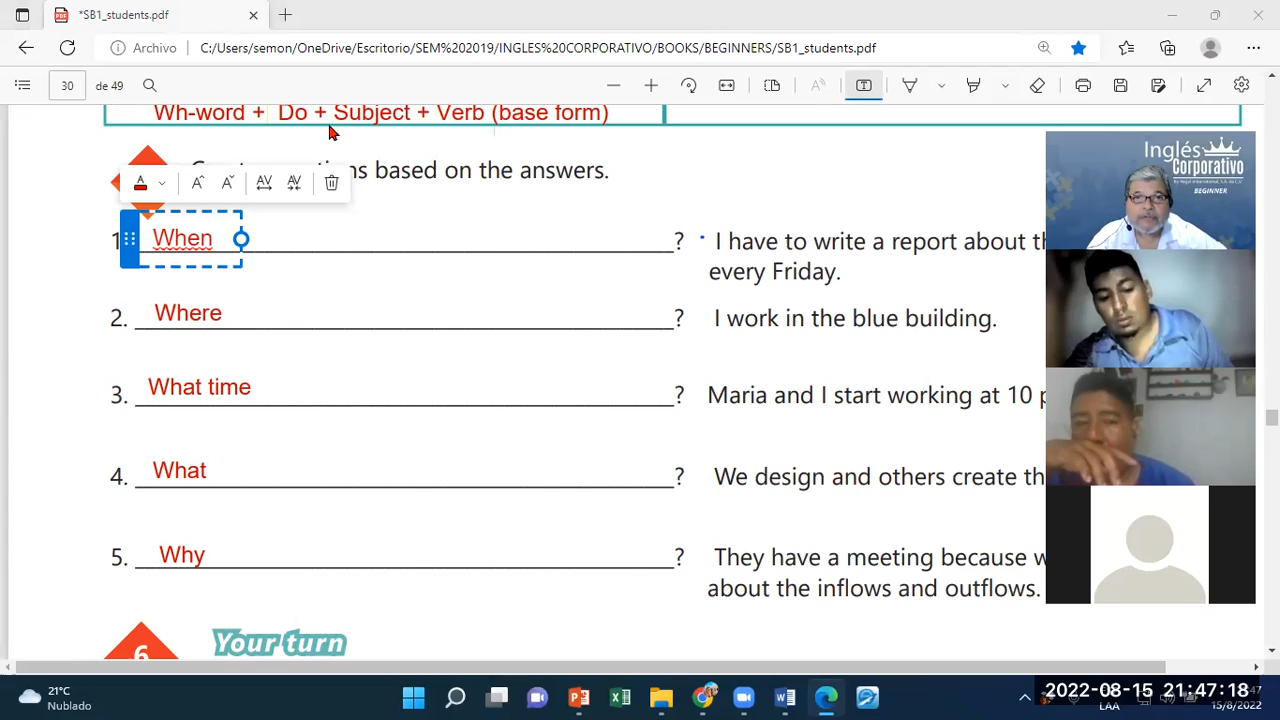 *SB1_students.pdf
Archivo C:/Users/semon/OneDrive/Escritorio/SEM%202019/INGLES%20CORPORATIVO/BOOKS/BEGINNERS/SB1_students.pdf
30 de 49
Wh-word + Do + Subject + Verb (base form)
ns based on the answers.
Inglés
Corporativo
BEGINNER
1 When ? I have to write a report about th
every Friday.
2. Where ? I work in the blue building.
3. What time ? Maria and I start working at 10 p
4. What ? We design and others create th
5. Why ? They have a meeting because w
about the inflows and outflows.
6 Your turn
21°C
Nublado
2022-08-15 21:47:18
LAA 15/8/2022